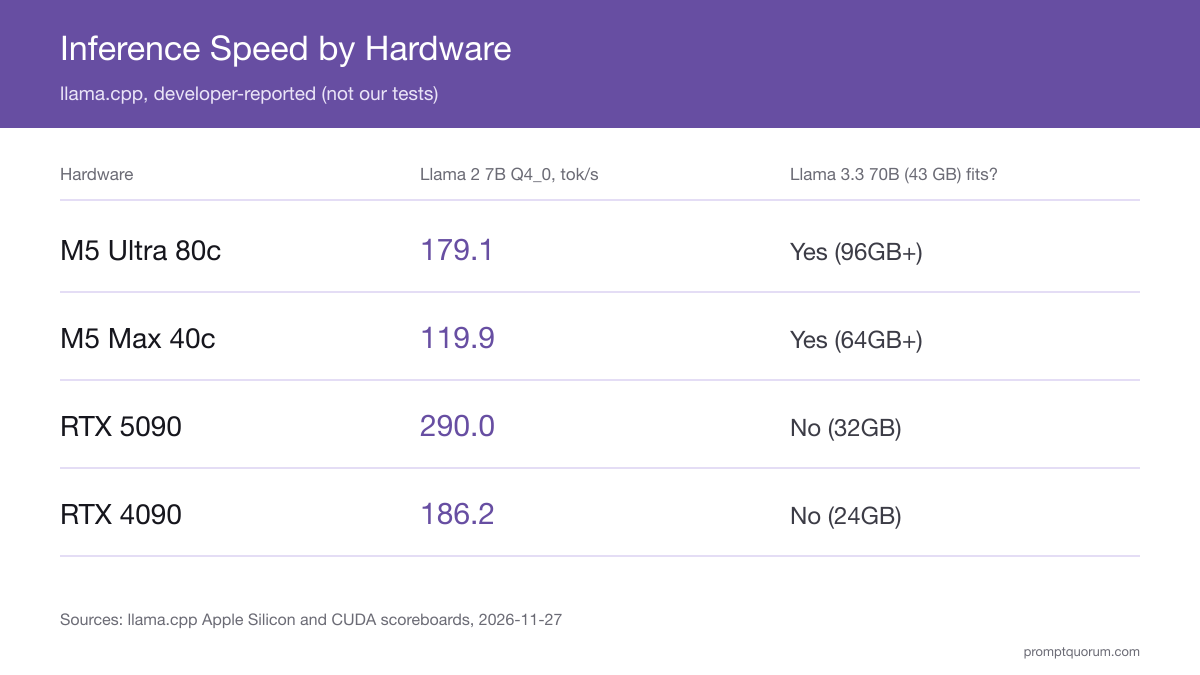 Inference Speed by Hardware
llama.cpp, developer-reported (not our tests)
Hardware Llama 2 7B Q4_0, tok/s Llama 3.3 70B (43 GB) fits?
M5 Ultra 80c 179.1 Yes (96GB+)
M5 Max 40c 119.9 Yes (64GB+)
RTX 5090 290.0 No (32GB)
RTX 4090 186.2 No (24GB)
Sources: llama.cpp Apple Silicon and CUDA scoreboards, 2026-11-27
promptquorum.com